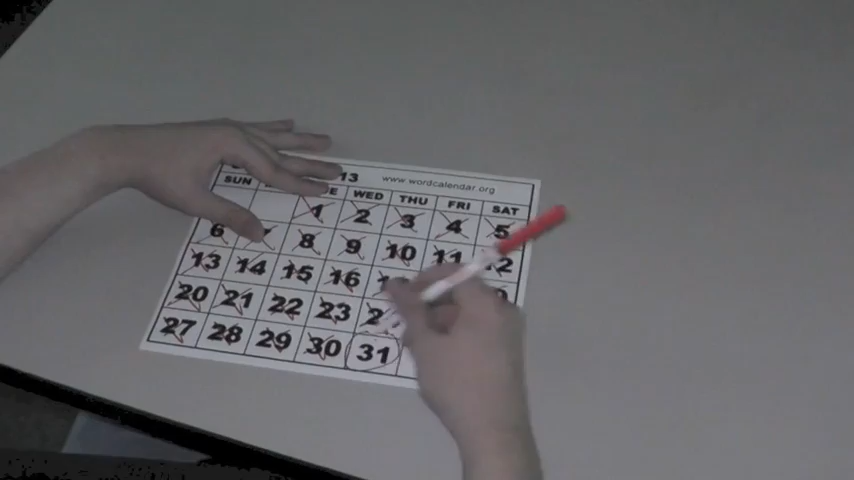 13 www.wordcalendar.org
SUN WED THU FRI SAT
1 2 3 4 5
6 8 9 10 11 12
13 14 15 16
20 21 22 23
27 28 29 30 31